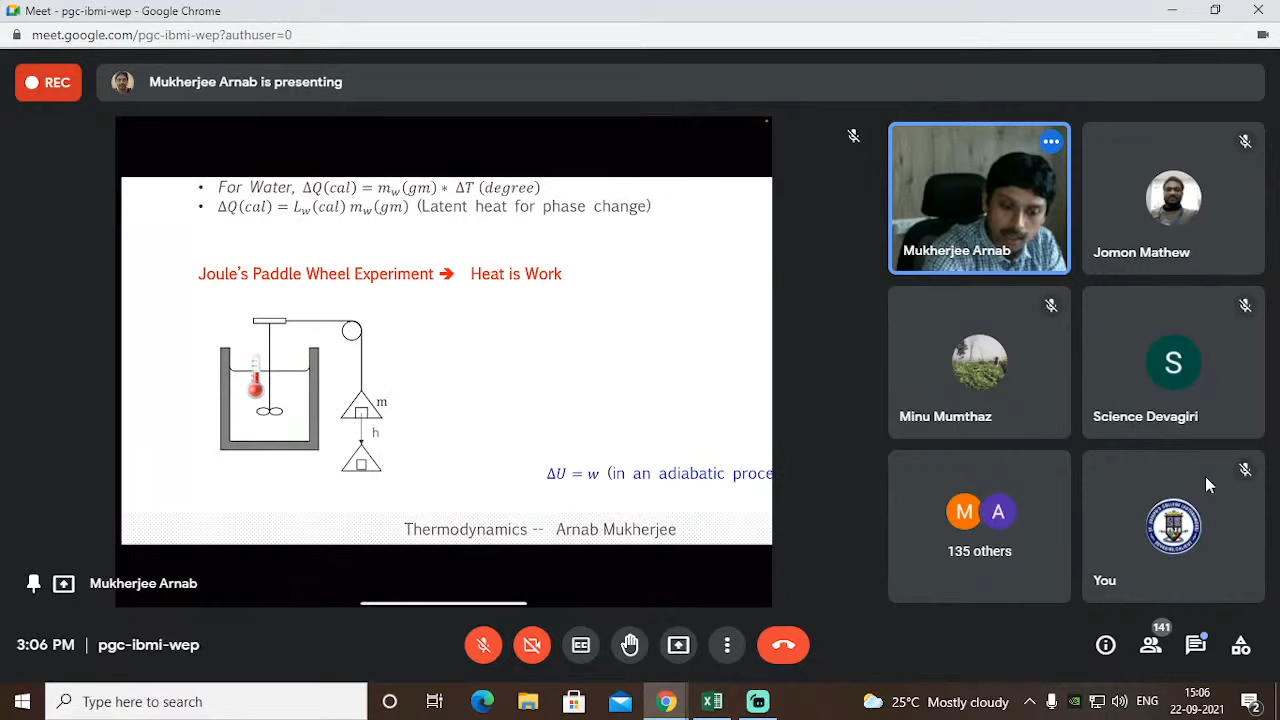 Meet - pgc-ibmi-wep - Google Chrome
meet.google.com/pgc-ibmi-wep?authuser=0
REC
Mukherjee Arnab is presenting
• For Water, ΔQ(cal) = m_w(gm) * ΔT (degree)
• ΔQ(cal) = L_w(cal) m_w(gm) (Latent heat for phase change)
Joule's Paddle Wheel Experiment ➔ Heat is Work
m
h
ΔU = w (in an adiabatic proce
Thermodynamics -- Arnab Mukherjee
Mukherjee Arnab
Mukherjee Arnab
Jomon Mathew
Minu Mumthaz
S
Science Devagiri
M A
135 others
You
3:06 PM | pgc-ibmi-wep
141
Type here to search
25°C Mostly cloudy
ENG
15:06
22-09-2021
2